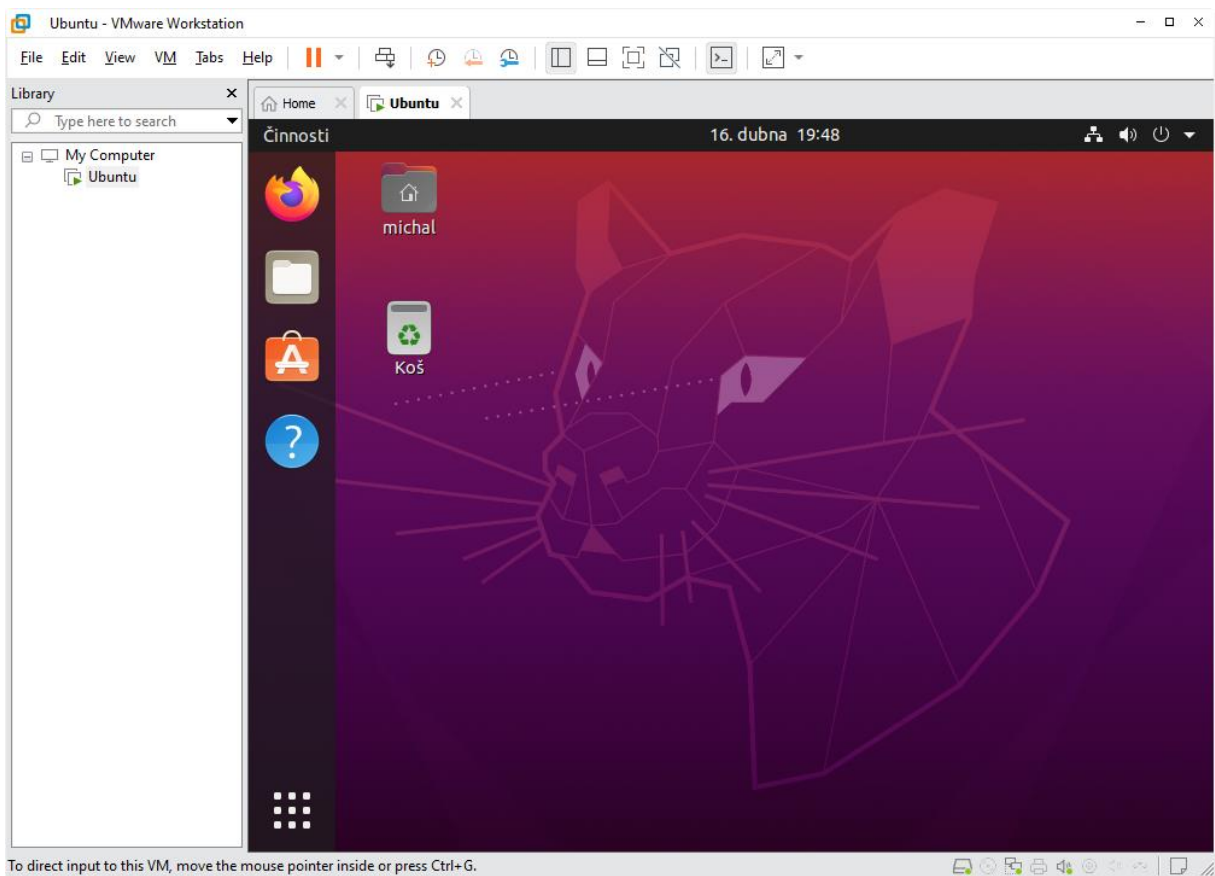 Ubuntu - VMware Workstation
File Edit View VM Tabs Help
Library
Type here to search
My Computer
Ubuntu
Home
Ubuntu
Činnosti
16. dubna 19:48
michal
Koš
To direct input to this VM, move the mouse pointer inside or press Ctrl+G.